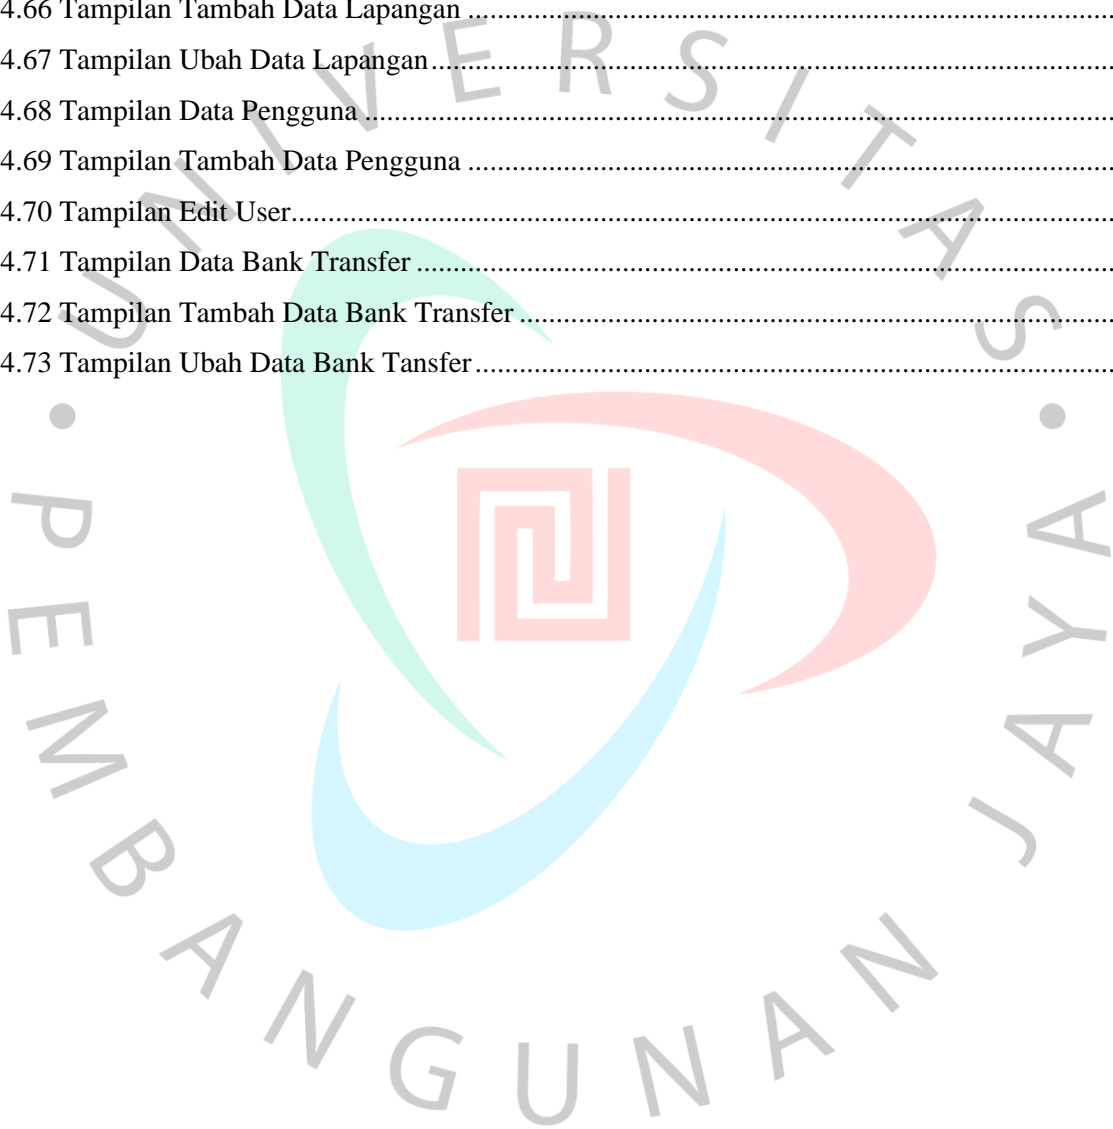 4.66 Tampilan Tambah Data Lapangan ........................................................
4.67 Tampilan Ubah Data Lapangan ........................................................
4.68 Tampilan Data Pengguna ........................................................
4.69 Tampilan Tambah Data Pengguna ........................................................
4.70 Tampilan Edit User ........................................................
4.71 Tampilan Data Bank Transfer ........................................................
4.72 Tampilan Tambah Data Bank Transfer ........................................................
4.73 Tampilan Ubah Data Bank Tansfer ........................................................
UNIVERSITAS • PEMBANGUNAN JAYA •